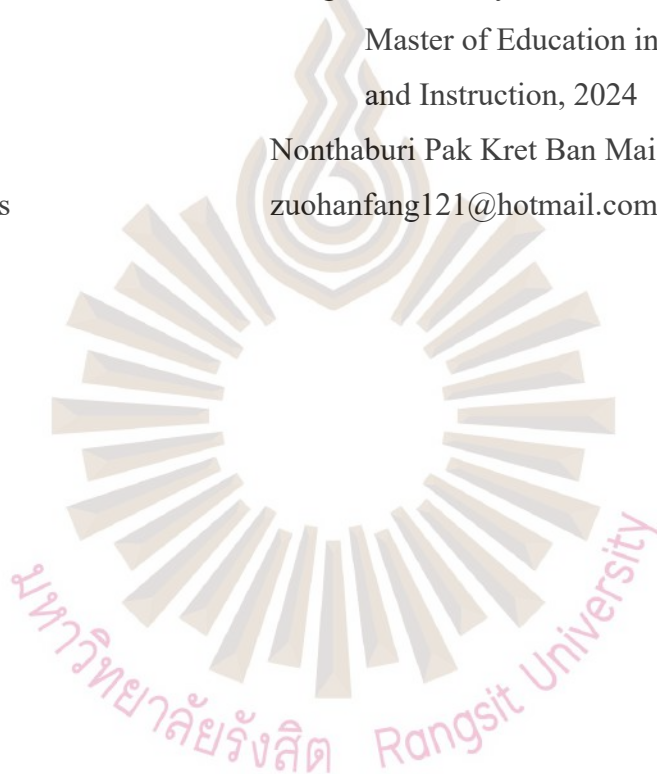 Master of Education in
and Instruction, 2024
Nonthaburi Pak Kret Ban Mai
s zuohanfang121@hotmail.com
มหาวิทยาลัยรังสิต Rangsit University